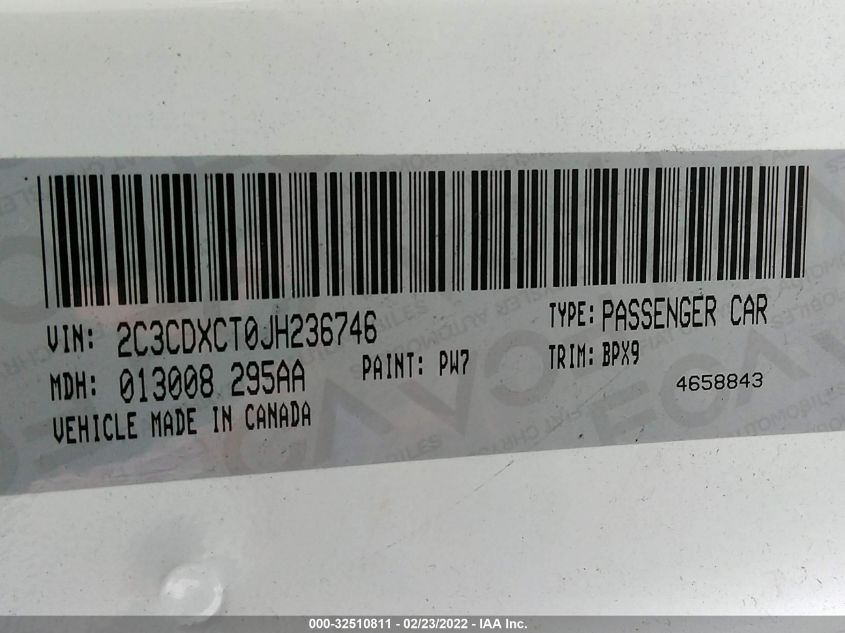 VIN: 2C3CDXCT0JH236746
TYPE: PASSENGER CAR
MDH: 013008 295AA
PAINT: PW7
TRIM: BPX9
4658843
VEHICLE MADE IN CANADA
000-32510811 - 02/23/2022 - IAA Inc.